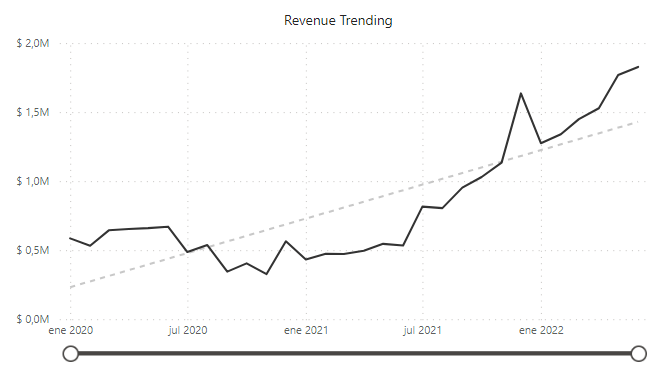 Revenue Trending
$ 2,0M
$ 1,5M
$ 1,0M
$ 0,5M
$ 0,0M
ene 2020 jul 2020 ene 2021 jul 2021 ene 2022